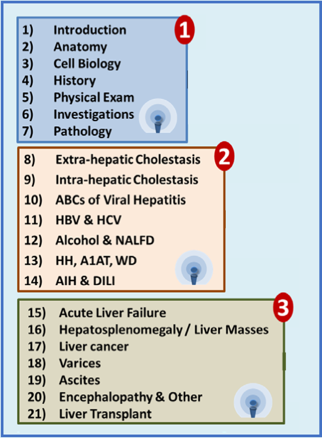 1
1) Introduction
2) Anatomy
3) Cell Biology
4) History
5) Physical Exam
6) Investigations
7) Pathology
2
8) Extra-hepatic Cholestasis
9) Intra-hepatic Cholestasis
10) ABCs of Viral Hepatitis
11) HBV & HCV
12) Alcohol & NALFD
13) HH, A1AT, WD
14) AIH & DILI
3
15) Acute Liver Failure
16) Hepatosplenomegaly / Liver Masses
17) Liver cancer
18) Varices
19) Ascites
20) Encephalopathy & Other
21) Liver Transplant